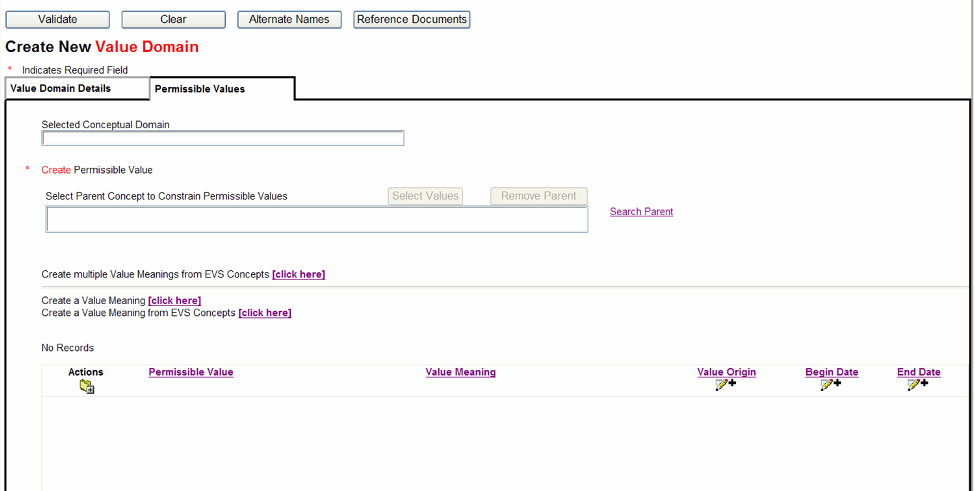 Validate Clear Alternate Names Reference Documents
Create New Value Domain
* Indicates Required Field
Value Domain Details Permissible Values
Selected Conceptual Domain
* Create Permissible Value
Select Parent Concept to Constrain Permissible Values Select Values Remove Parent
Search Parent
Create multiple Value Meanings from EVS Concepts [click here]
Create a Value Meaning [click here]
Create a Value Meaning from EVS Concepts [click here]
No Records
Actions Permissible Value Value Meaning Value Origin Begin Date End Date